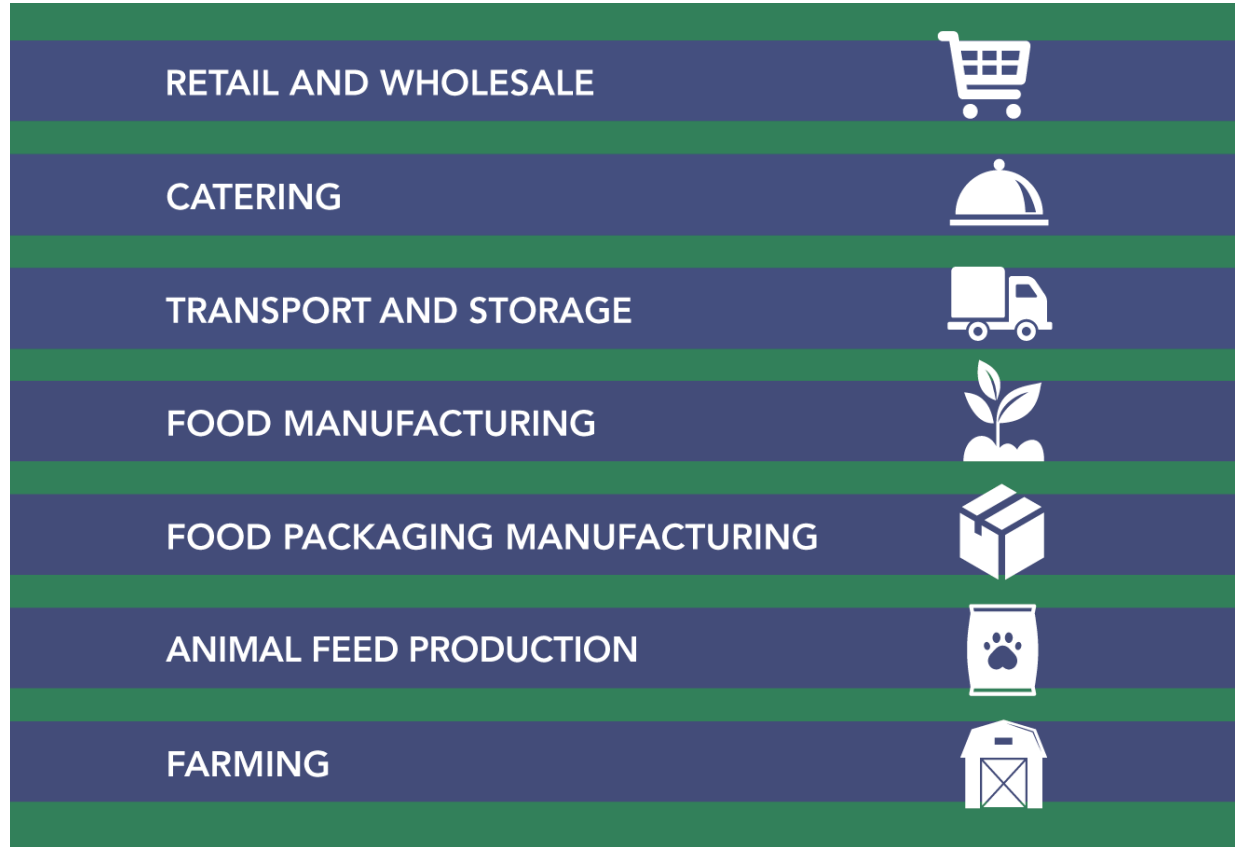 RETAIL AND WHOLESALE
CATERING
TRANSPORT AND STORAGE
FOOD MANUFACTURING
FOOD PACKAGING MANUFACTURING
ANIMAL FEED PRODUCTION
FARMING